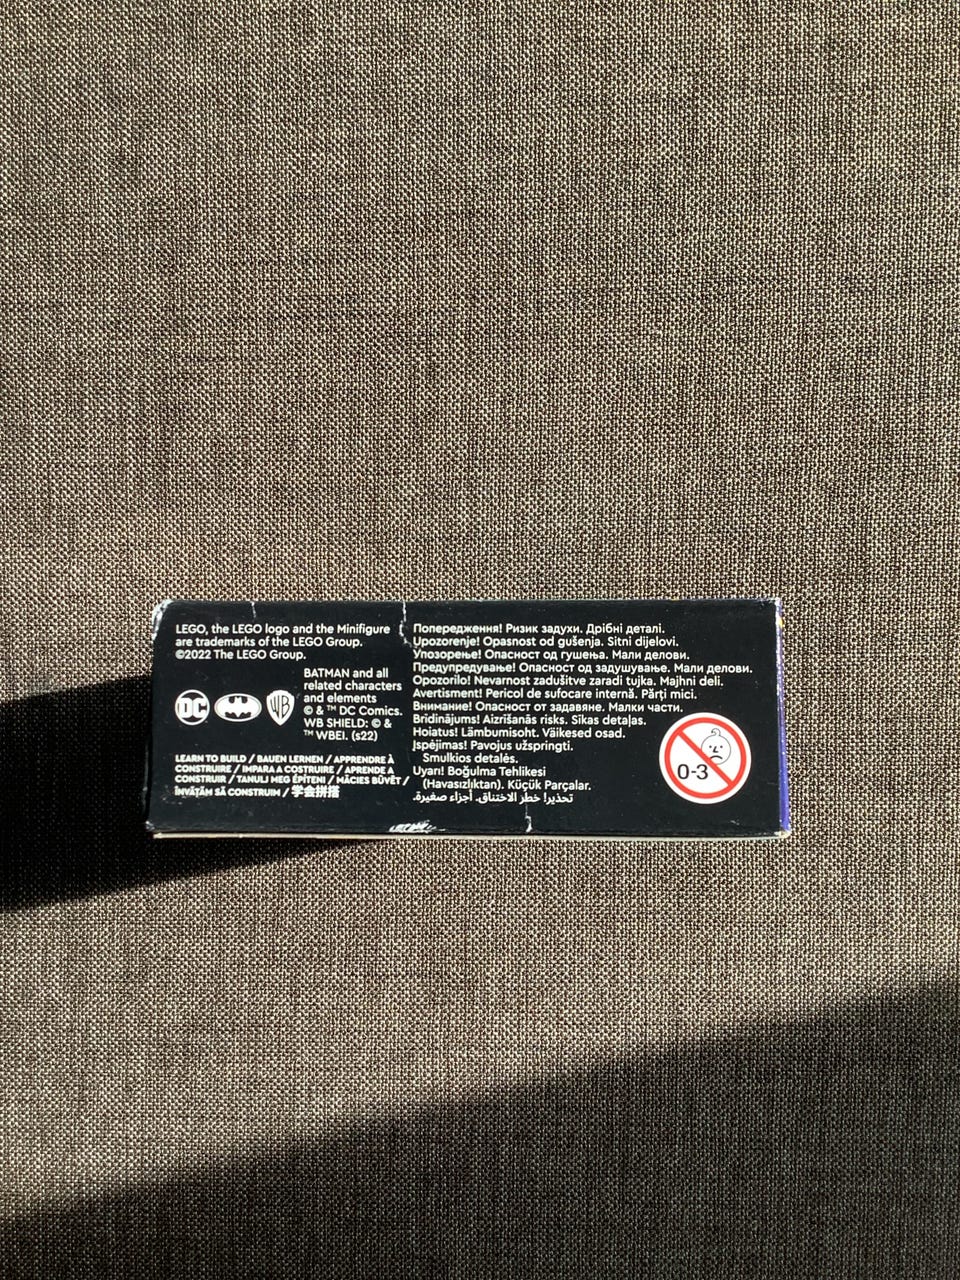 LEGO, the LEGO logo and the Minifigure
are trademarks of the LEGO Group.
©2022 The LEGO Group.
DC
WB
BATMAN and all
related characters
and elements
© & ™ DC Comics.
WB SHIELD: © &
™ WBEI. (s22)
LEARN TO BUILD / BAUEN LERNEN / APPRENDRE À
CONSTRUIRE / IMPARA A COSTRUIRE / APRENDE A
CONSTRUIR / TANULJ MEG ÉPÍTENI / MĀCIES BŪVĒT /
ÎNVĂȚĂM SĂ CONSTRUIM / 学会拼搭
Попередження! Ризик задухи. Дрібні деталі.
Upozorenje! Opasnost od gušenja. Sitni dijelovi.
Упозорење! Опасност од гушења. Мали делови.
Предупредување! Опасност од задушување. Мали делови.
Opozorilo! Nevarnost zadušitve zaradi tujka. Majhni deli.
Avertisment! Pericol de sufocare internă. Părți mici.
Внимание! Опасност от задавяне. Малки части.
Brīdinājums! Aizrīšanās risks. Sīkas detaļas.
Hoiatus! Lämbumisoht. Väikesed osad.
Įspėjimas! Pavojus užspringti.
Smulkios detalės.
Uyarı! Boğulma Tehlikesi
(Havasızlıktan). Küçük Parçalar.
تحذير! خطر الاختناق. أجزاء صغيرة.
0-3